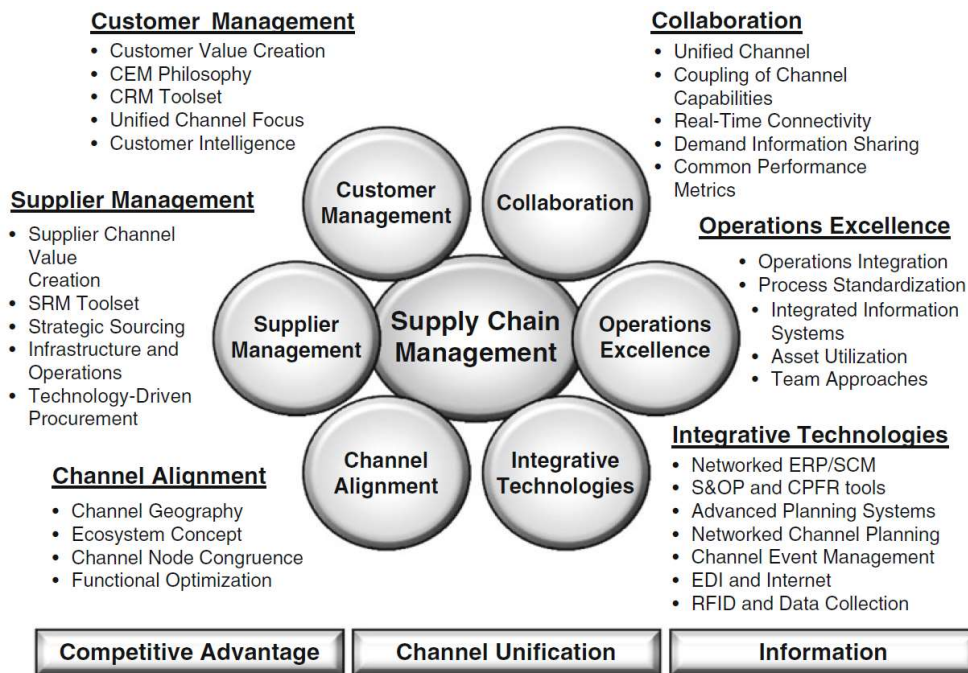 Customer Management
• Customer Value Creation
• CEM Philosophy
• CRM Toolset
• Unified Channel Focus
• Customer Intelligence
Collaboration
• Unified Channel
• Coupling of Channel
Capabilities
• Real-Time Connectivity
• Demand Information Sharing
• Common Performance
Metrics
Supplier Management
• Supplier Channel
Value
Creation
• SRM Toolset
• Strategic Sourcing
• Infrastructure and
Operations
• Technology-Driven
Procurement
Operations Excellence
• Operations Integration
• Process Standardization
• Integrated Information
Systems
• Asset Utilization
• Team Approaches
Channel Alignment
• Channel Geography
• Ecosystem Concept
• Channel Node Congruence
• Functional Optimization
Integrative Technologies
• Networked ERP/SCM
• S&OP and CPFR tools
• Advanced Planning Systems
• Networked Channel Planning
• Channel Event Management
• EDI and Internet
• RFID and Data Collection
Customer
Management
Collaboration
Supplier
Management
Supply Chain
Management
Operations
Excellence
Channel
Alignment
Integrative
Technologies
Competitive Advantage
Channel Unification
Information